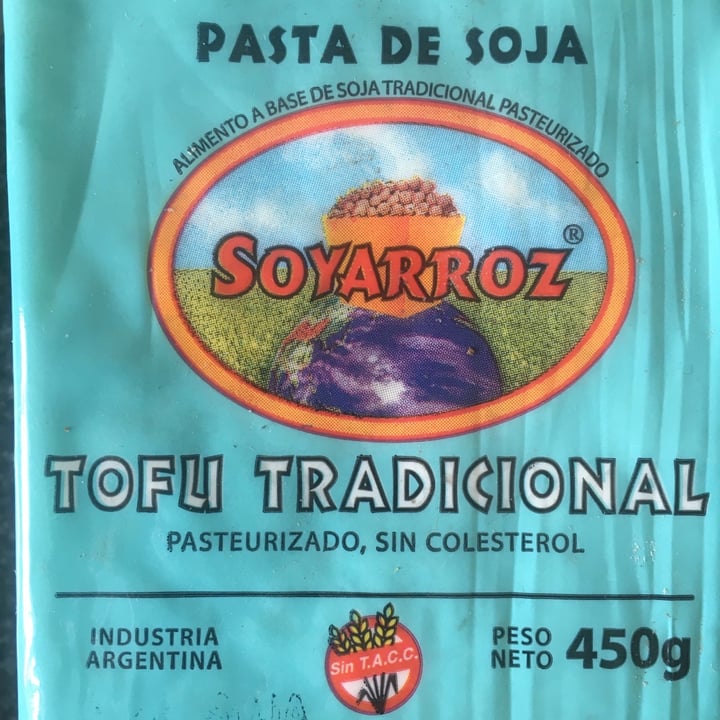 PASTA DE SOJA
ALIMENTO A BASE DE SOJA TRADICIONAL PASTEURIZADO
SOYARROZ®
TOFU TRADICIONAL
PASTEURIZADO, SIN COLESTEROL
INDUSTRIA
ARGENTINA
Sin T.A.C.C.
PESO
NETO 450g